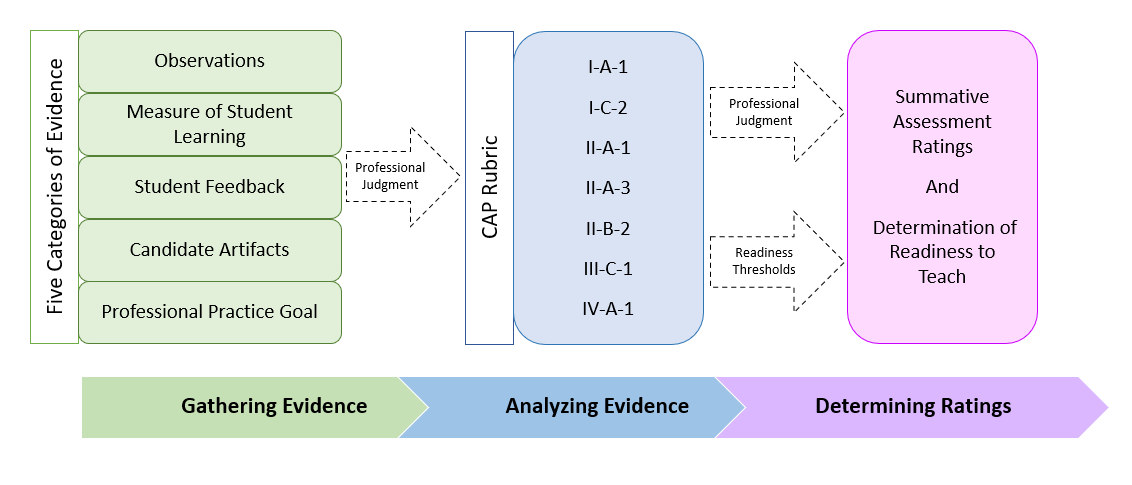 Five Categories of Evidence
Observations
Measure of Student
Learning
Student Feedback
Candidate Artifacts
Professional Practice Goal
Professional
Judgment
CAP Rubric
I-A-1
I-C-2
II-A-1
II-A-3
II-B-2
III-C-1
IV-A-1
Professional
Judgment
Readiness
Thresholds
Summative
Assessment
Ratings
And
Determination of
Readiness to
Teach
Gathering Evidence
Analyzing Evidence
Determining Ratings